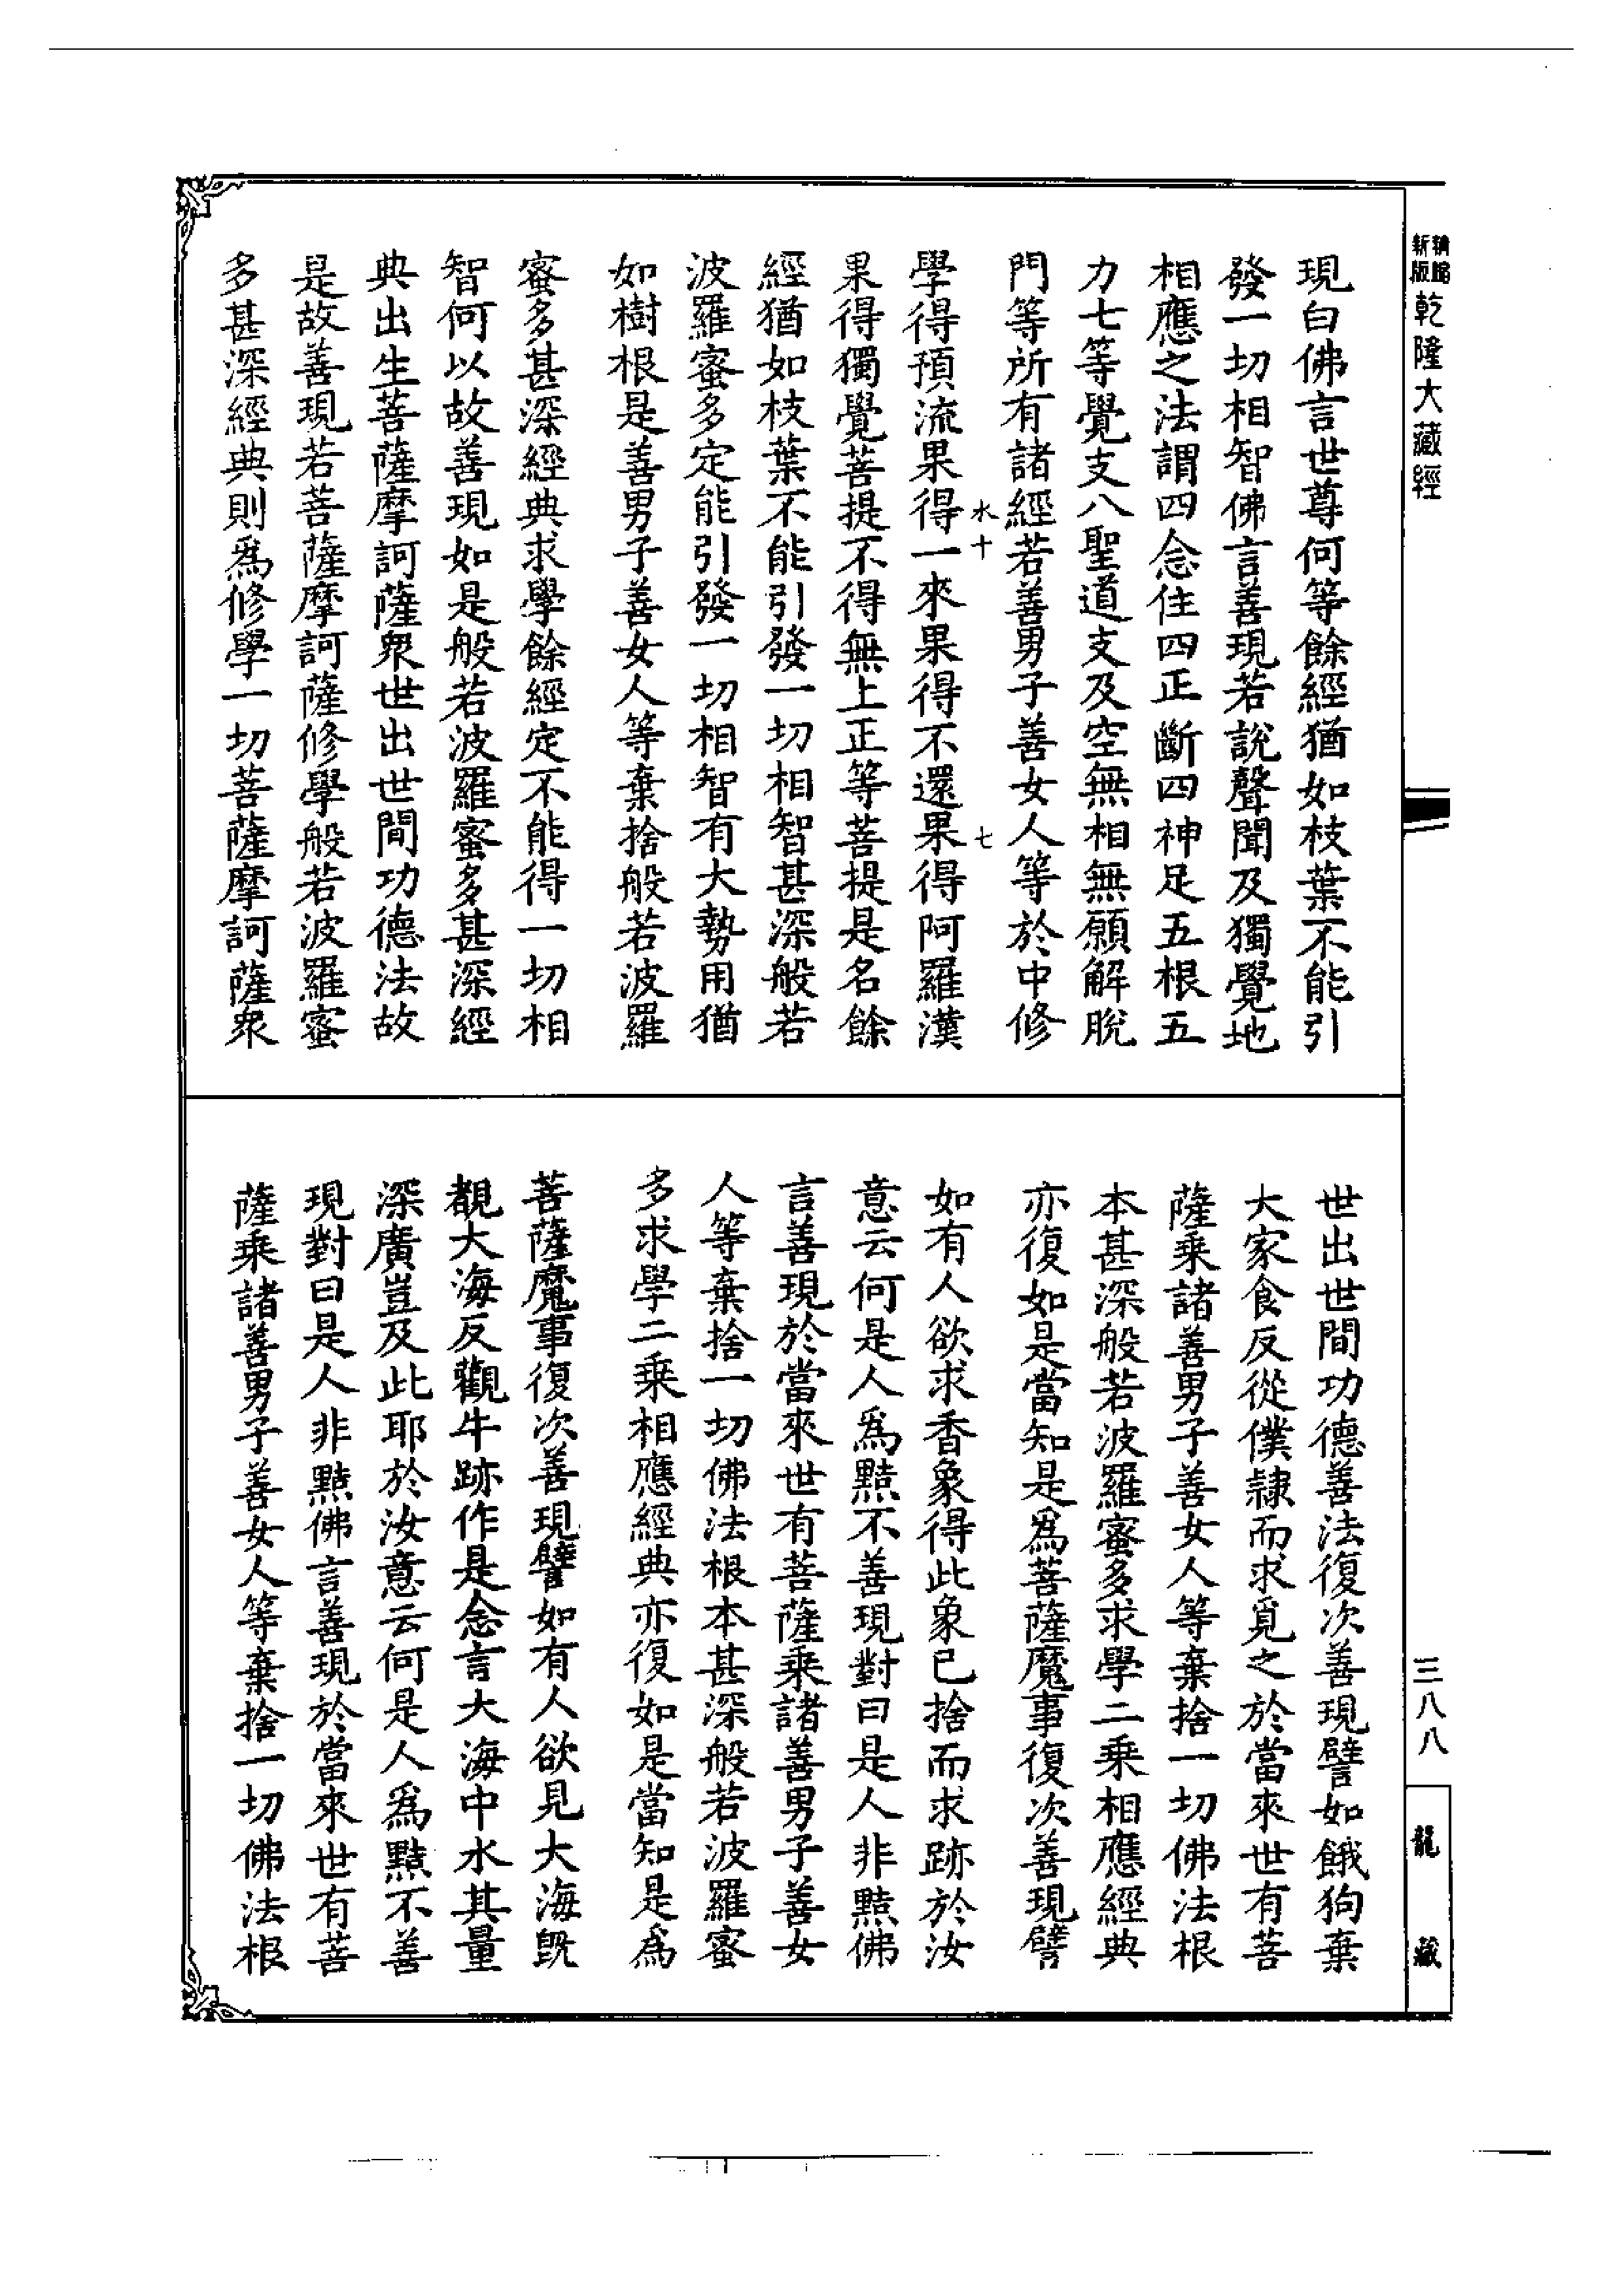 新版精縮乾隆大藏經
現白佛言世尊何等餘經猶如枝葉不能引
發一切相智佛言善現若說聲聞及獨覺地
相應之法謂四念住四正斷四神足五根五
力七等覺支八聖道支及空無相無願解脫
門等所有諸經若善男子善女人等於中修
水十 七
學得預流果得一來果得不還果得阿羅漢
果得獨覺菩提不得無上正等菩提是名餘
經猶如枝葉不能引發一切相智甚深般若
波羅蜜多定能引發一切相智有大勢用猶
如樹根是善男子善女人等棄捨般若波羅
蜜多甚深經典求學餘經定不能得一切相
智何以故善現如是般若波羅蜜多甚深經
典出生菩薩摩訶薩眾世出世間功德法故
是故善現若菩薩摩訶薩修學般若波羅蜜
多甚深經典則爲修學一切菩薩摩訶薩眾
世出世間功德善法復次善現譬如餓狗棄
大家食反從僕隷而求覓之於當來世有菩
薩乘諸善男子善女人等棄捨一切佛法根
本甚深般若波羅蜜多求學二乘相應經典
亦復如是當知是爲菩薩魔事復次善現譬
如有人欲求香象得此象已捨而求跡於汝
意云何是人爲黠不善現對曰是人非黠佛
言善現於當來世有菩薩乘諸善男子善女
人等棄捨一切佛法根本甚深般若波羅蜜
多求學二乘相應經典亦復如是當知是爲
菩薩魔事復次善現譬如有人欲見大海旣
覩大海反觀牛跡作是念言大海中水其量
深廣豈及此耶於汝意云何是人爲黠不善
現對曰是人非黠佛言善現於當來世有菩
薩乘諸善男子善女人等棄捨一切佛法根
三八八
龍藏